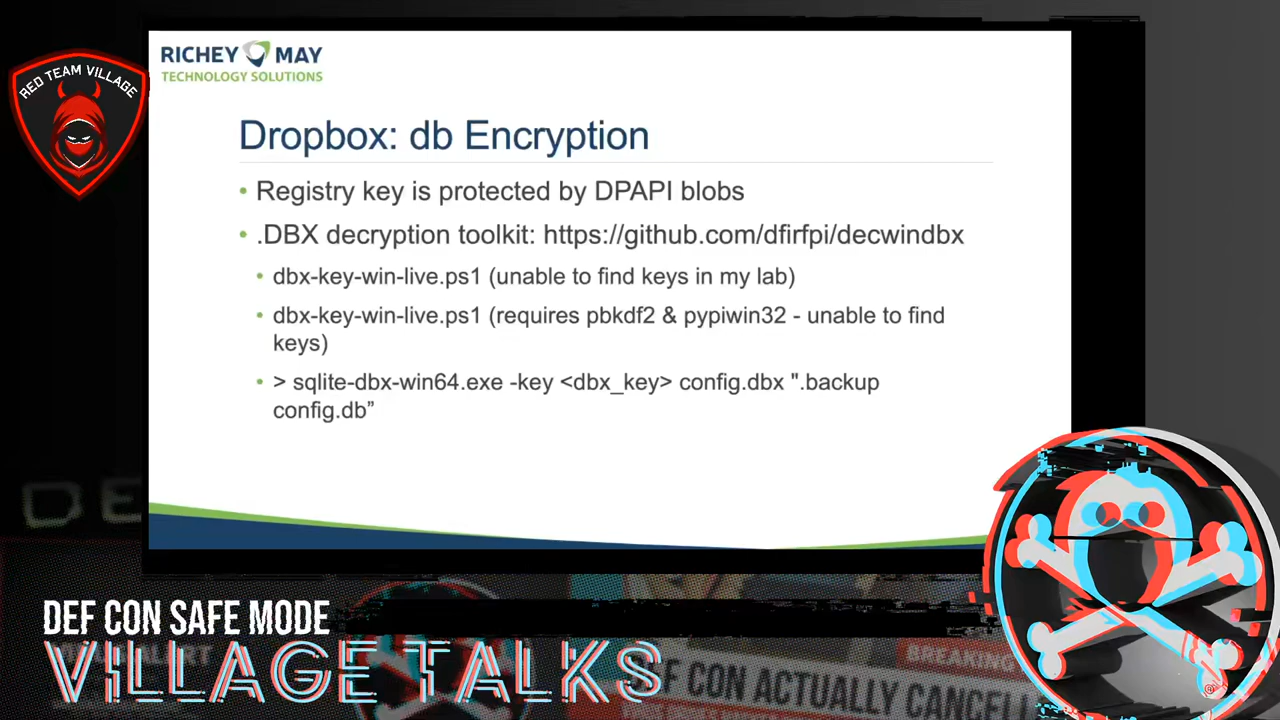 RED TEAM VILLAGE
RICHEY MAY
TECHNOLOGY SOLUTIONS
Dropbox: db Encryption
• Registry key is protected by DPAPI blobs
• .DBX decryption toolkit: https://github.com/dfirfpi/decwindbx
• dbx-key-win-live.ps1 (unable to find keys in my lab)
• dbx-key-win-live.ps1 (requires pbkdf2 & pypiwin32 - unable to find
keys)
• > sqlite-dbx-win64.exe -key <dbx_key> config.dbx ".backup
config.db”
DE
DEF CON SAFE MODE
VILLAGE TALKS
BREAKING
DEF CON ACTUALLY CANCELL